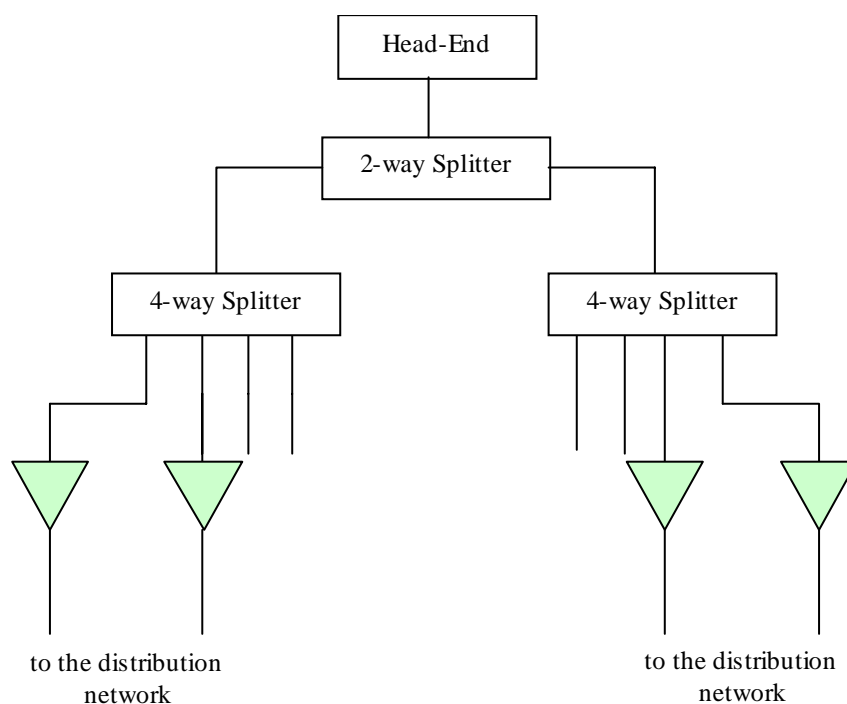 Head-End
2-way Splitter
4-way Splitter
4-way Splitter
to the distribution
network
to the distribution
network